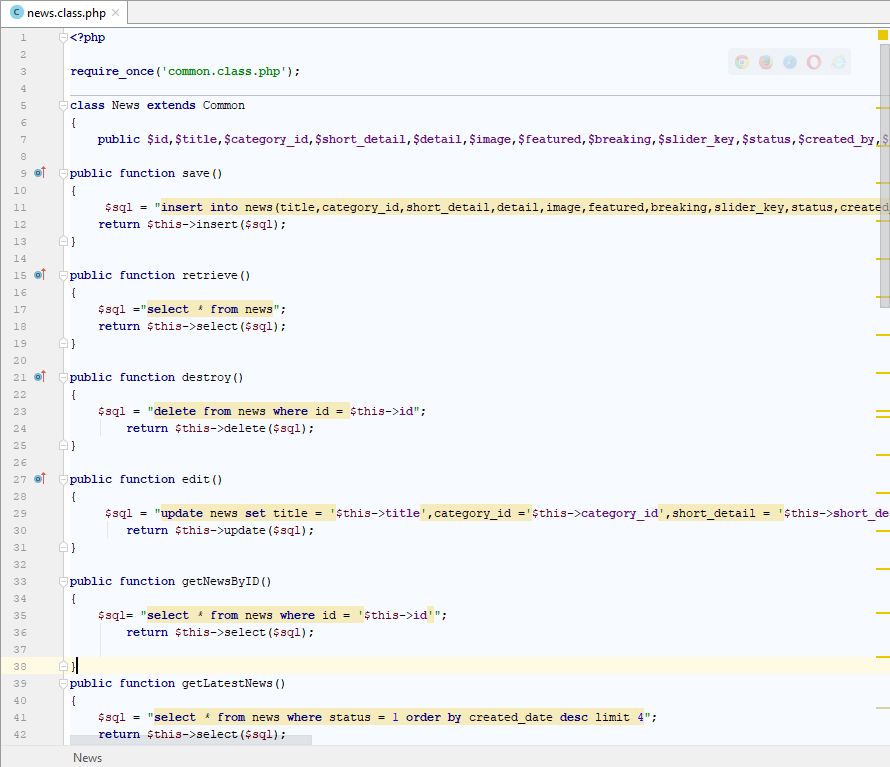 news.class.php
1 <?php
2
3 require_once('common.class.php');
4
5 class News extends Common
6 {
7 public $id,$title,$category_id,$short_detail,$detail,$image,$featured,$breaking,$slider_key,$status,$created_by,$
8
9 public function save()
10 {
11 $sql = "insert into news(title,category_id,short_detail,detail,image,featured,breaking,slider_key,status,created_
12 return $this->insert($sql);
13 }
14
15 public function retrieve()
16 {
17 $sql ="select * from news";
18 return $this->select($sql);
19 }
20
21 public function destroy()
22 {
23 $sql = "delete from news where id = $this->id";
24 return $this->delete($sql);
25 }
26
27 public function edit()
28 {
29 $sql = "update news set title = '$this->title',category_id ='$this->category_id',short_detail = '$this->short_de
30 return $this->update($sql);
31 }
32
33 public function getNewsByID()
34 {
35 $sql= "select * from news where id = '$this->id'";
36 return $this->select($sql);
37
38 }
39 public function getLatestNews()
40 {
41 $sql = "select * from news where status = 1 order by created_date desc limit 4";
42 return $this->select($sql);
News